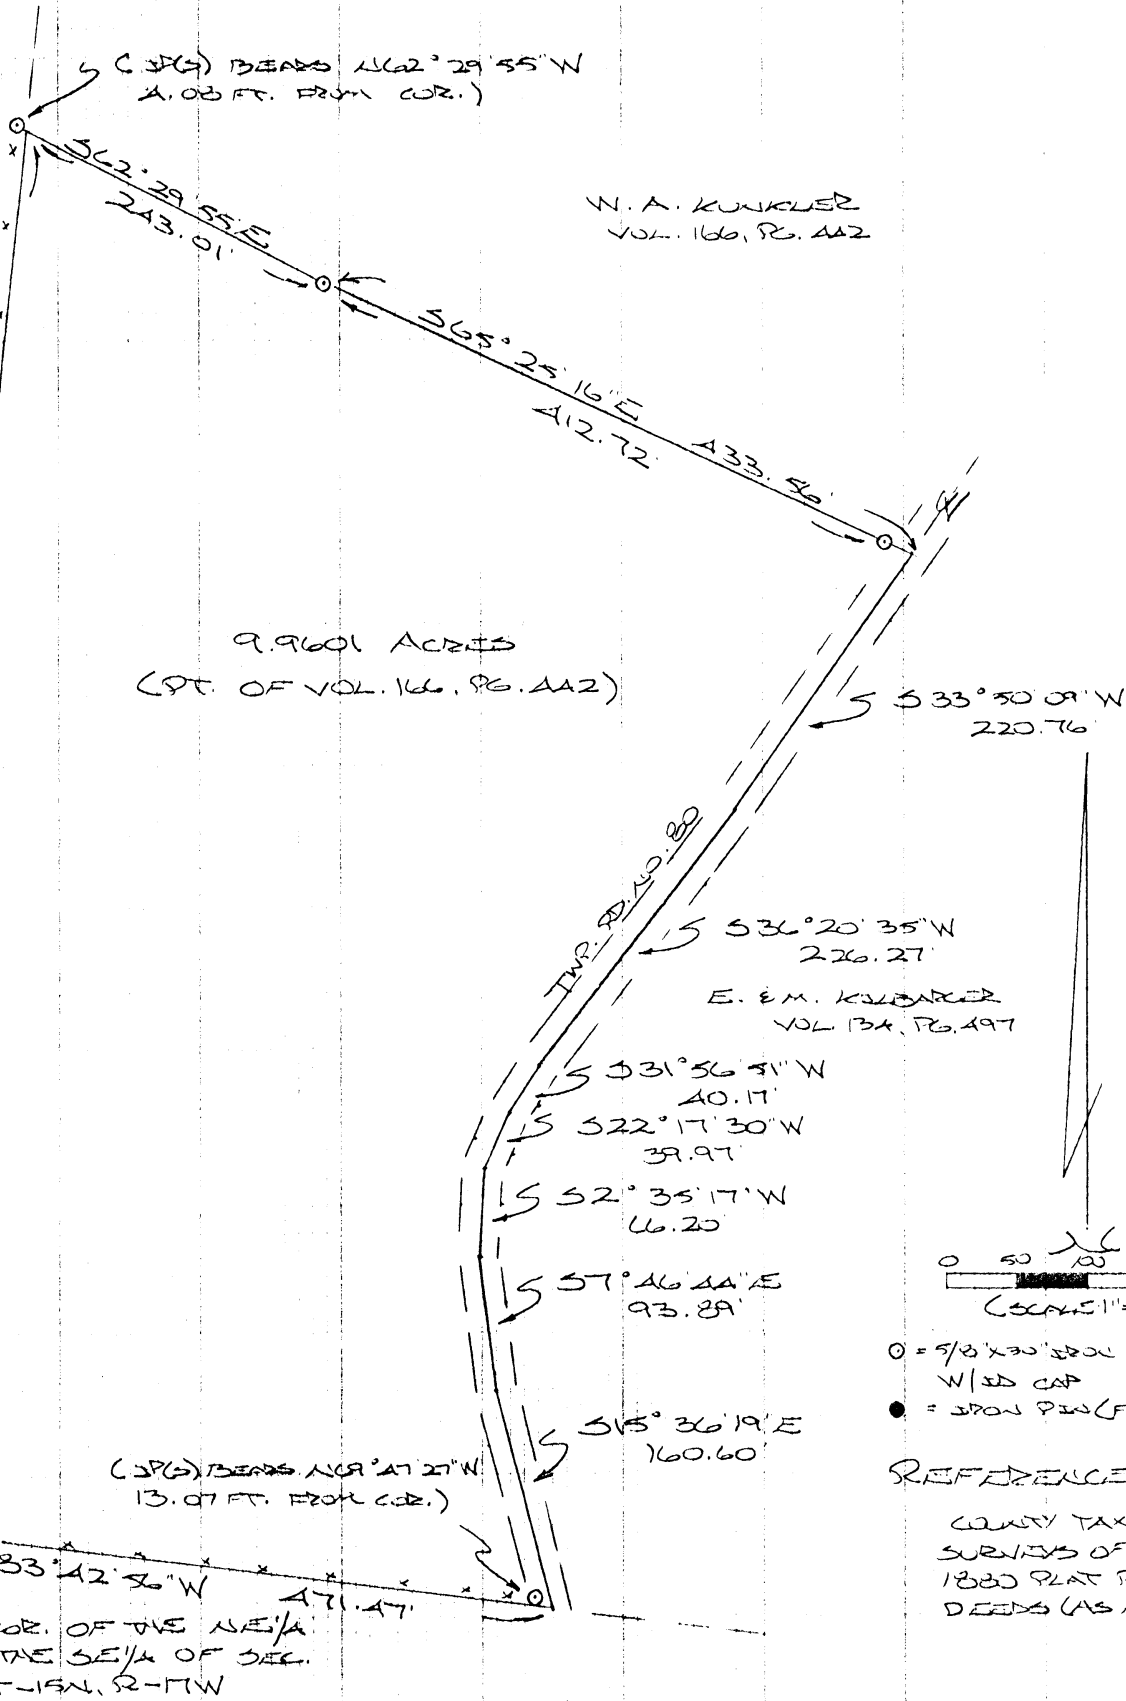 (IP(S) BEARS N62°29'55"W
4.08 FT. FROM COR.)
S62°29'55"E
243.01'
W. A. KUNKLER
VOL. 166, PG. 442
S65°25'16"E
412.72'
433.56'
9.9601 ACRES
(PT. OF VOL. 166, PG. 442)
S33°50'09"W
220.76'
TWP. RD. NO. 80
S36°20'35"W
226.27'
E. & M. KILBARGER
VOL. 134, PG. 497
S31°56'51"W
40.17'
S22°17'30"W
39.97'
S2°35'17"W
66.20'
S7°46'44"E
93.89'
0 50 100
(SCALE 1"=
= 5/8"X30" IRON
W/ID CAP
= IRON PIN (F
S15°36'19"E
160.60'
(IP(S) BEARS N69°47'27"W
13.07 FT. FROM COR.)
REFERENCE
COUNTY TAX
SURVEYS OF
1880 PLAT
DEEDS (AS
83°42'56"W
471.47'
COR. OF THE NE1/4
THE SE1/4 OF SEC.
T-15N, R-17W